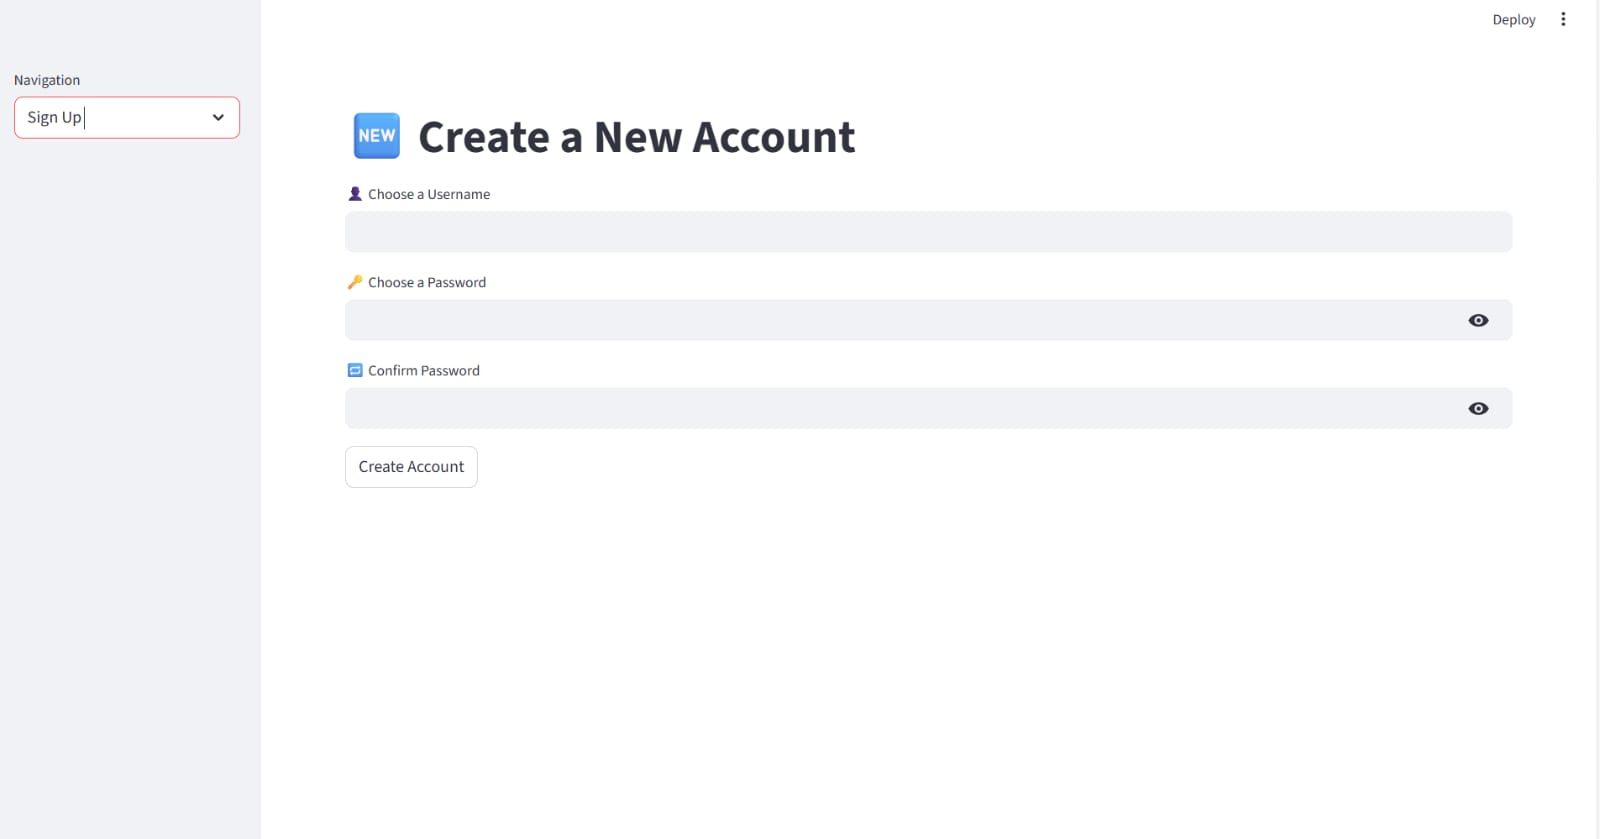 Deploy
Navigation
Sign Up
NEW Create a New Account
Choose a Username
Choose a Password
Confirm Password
Create Account